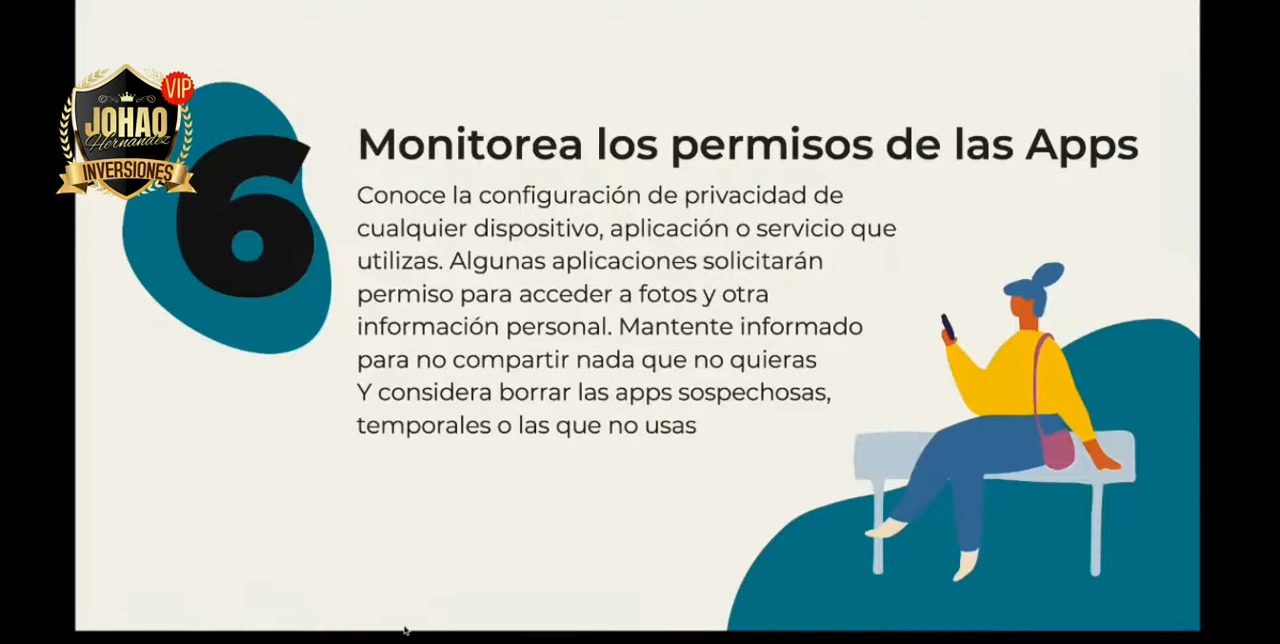 VIP
JOHAO
Hernandez
INVERSIONES
6
Monitorea los permisos de las Apps
Conoce la configuración de privacidad de
cualquier dispositivo, aplicación o servicio que
utilizas. Algunas aplicaciones solicitarán
permiso para acceder a fotos y otra
información personal. Mantente informado
para no compartir nada que no quieras
Y considera borrar las apps sospechosas,
temporales o las que no usas